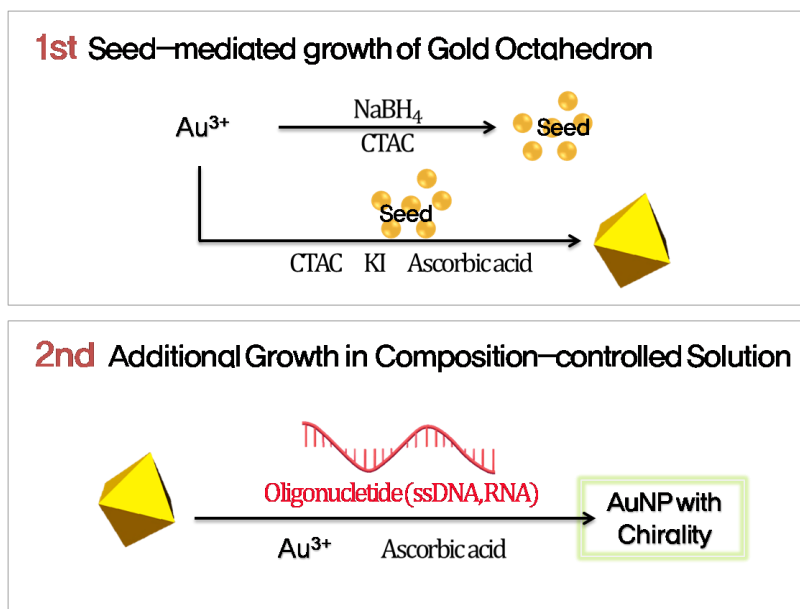 1st Seed-mediated growth of Gold Octahedron
NaBH₄
Au³⁺
Seed
CTAC
Seed
CTAC KI Ascorbic acid
2nd Additional Growth in Composition-controlled Solution
Oligonucletide(ssDNA,RNA)
AuNP with
Chirality
Au³⁺ Ascorbic acid